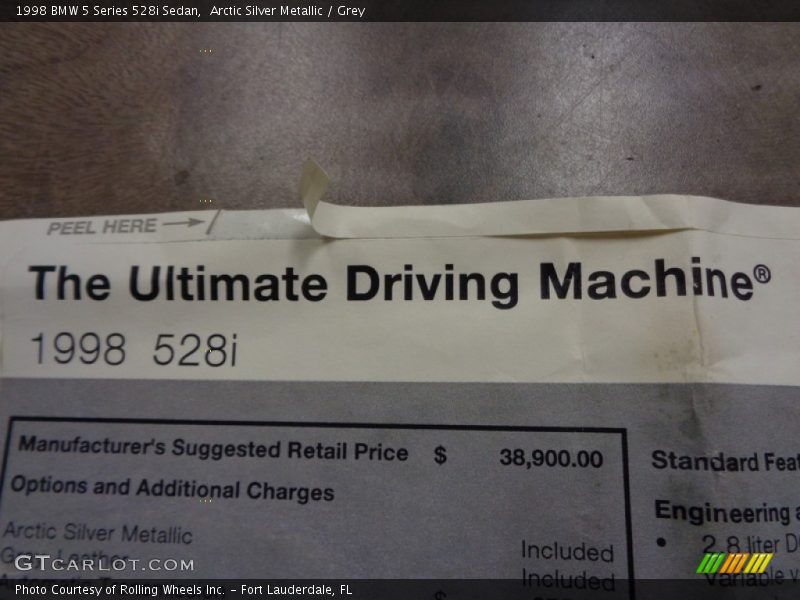 1998 BMW 5 Series 528i Sedan, Arctic Silver Metallic / Grey
PEEL HERE
The Ultimate Driving Machine®
1998 528i
Manufacturer's Suggested Retail Price $ 38,900.00
Options and Additional Charges
Arctic Silver Metallic Included
Included
Standard Feat
Engineering a
• 2.8 liter D
Variable v
GTCARLOT.COM
Photo Courtesy of Rolling Wheels Inc. – Fort Lauderdale, FL